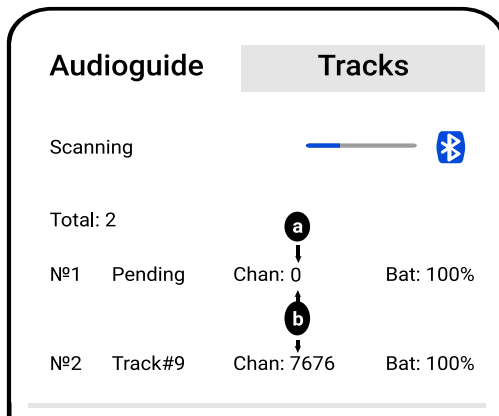 Audioguide Tracks
Scanning
Total: 2
a
№1 Pending Chan: 0 Bat: 100%
b
№2 Track#9 Chan: 7676 Bat: 100%